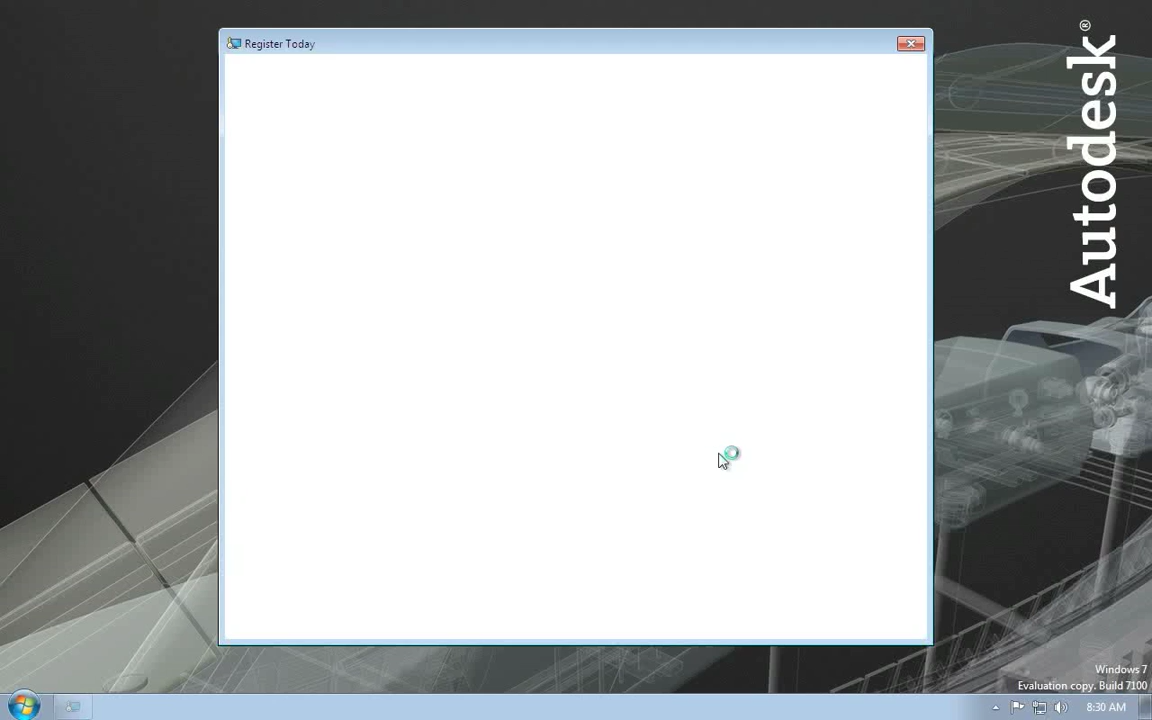 Register Today
Autodesk®
Windows 7
Evaluation copy. Build 7100
8:30 AM